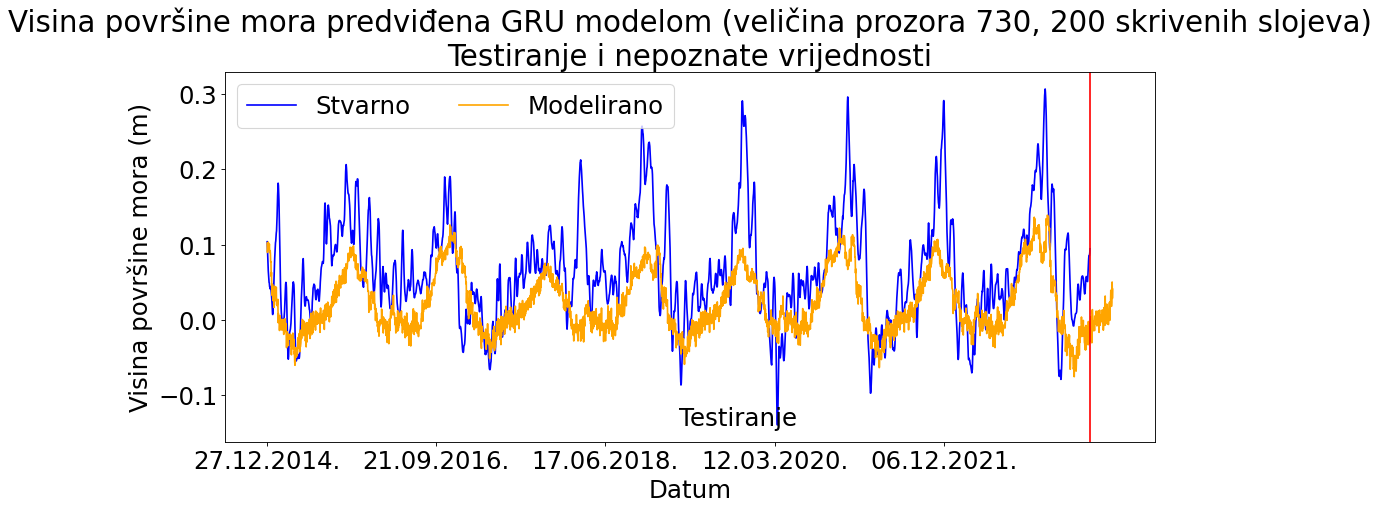 Visina površine mora predviđena GRU modelom (veličina prozora 730, 200 skrivenih slojeva)
Testiranje i nepoznate vrijednosti
Stvarno
Modelirano
Visina površine mora (m)
0.3
0.2
0.1
0.0
−0.1
Testiranje
27.12.2014.
21.09.2016.
17.06.2018.
12.03.2020.
06.12.2021.
Datum